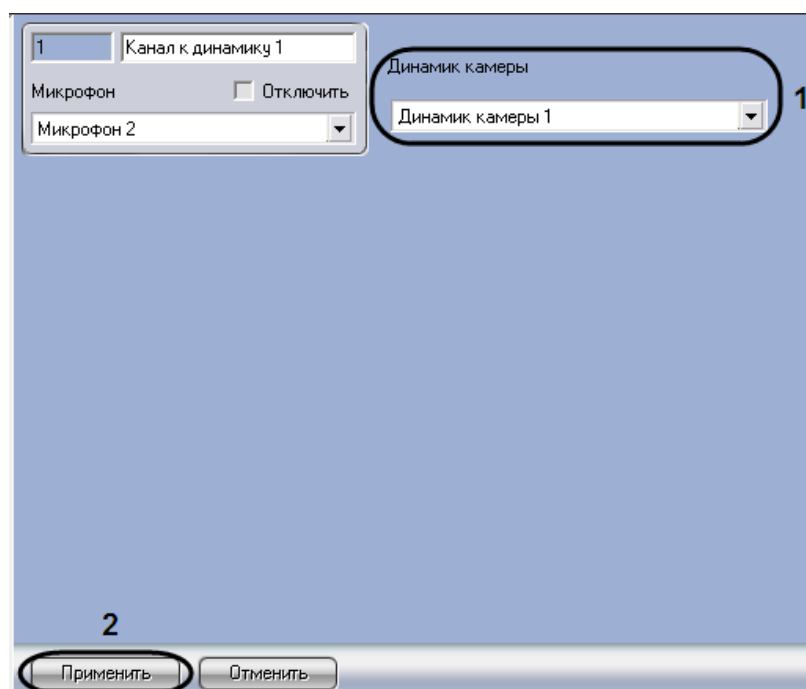 1 Канал к динамику 1
Микрофон Отключить
Микрофон 2
Динамик камеры
Динамик камеры 1
1
2
Применить Отменить